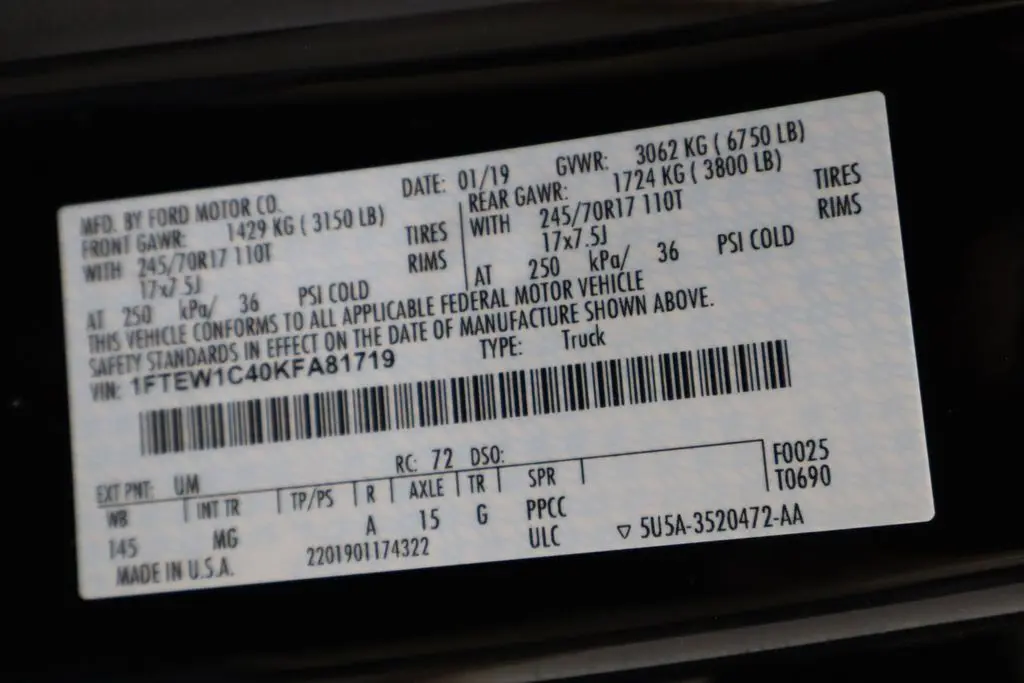 MFD. BY FORD MOTOR CO. DATE: 01/19 GVWR: 3062 KG ( 6750 LB)
FRONT GAWR: 1429 KG ( 3150 LB) REAR GAWR: 1724 KG ( 3800 LB)
WITH 245/70R17 110T TIRES WITH 245/70R17 110T TIRES
17x7.5J RIMS 17x7.5J RIMS
AT 250 kPa/ 36 PSI COLD AT 250 kPa/ 36 PSI COLD
THIS VEHICLE CONFORMS TO ALL APPLICABLE FEDERAL MOTOR VEHICLE
SAFETY STANDARDS IN EFFECT ON THE DATE OF MANUFACTURE SHOWN ABOVE.
VIN: 1FTEW1C40KFA81719 TYPE: Truck
EXT PNT: UM RC: 72 DSO: F0025
WB INT TR TP/PS R AXLE TR SPR T0690
145 MG A 15 G PPCC
MADE IN U.S.A. 2201901174322 ULC ▽ 5U5A-3520472-AA